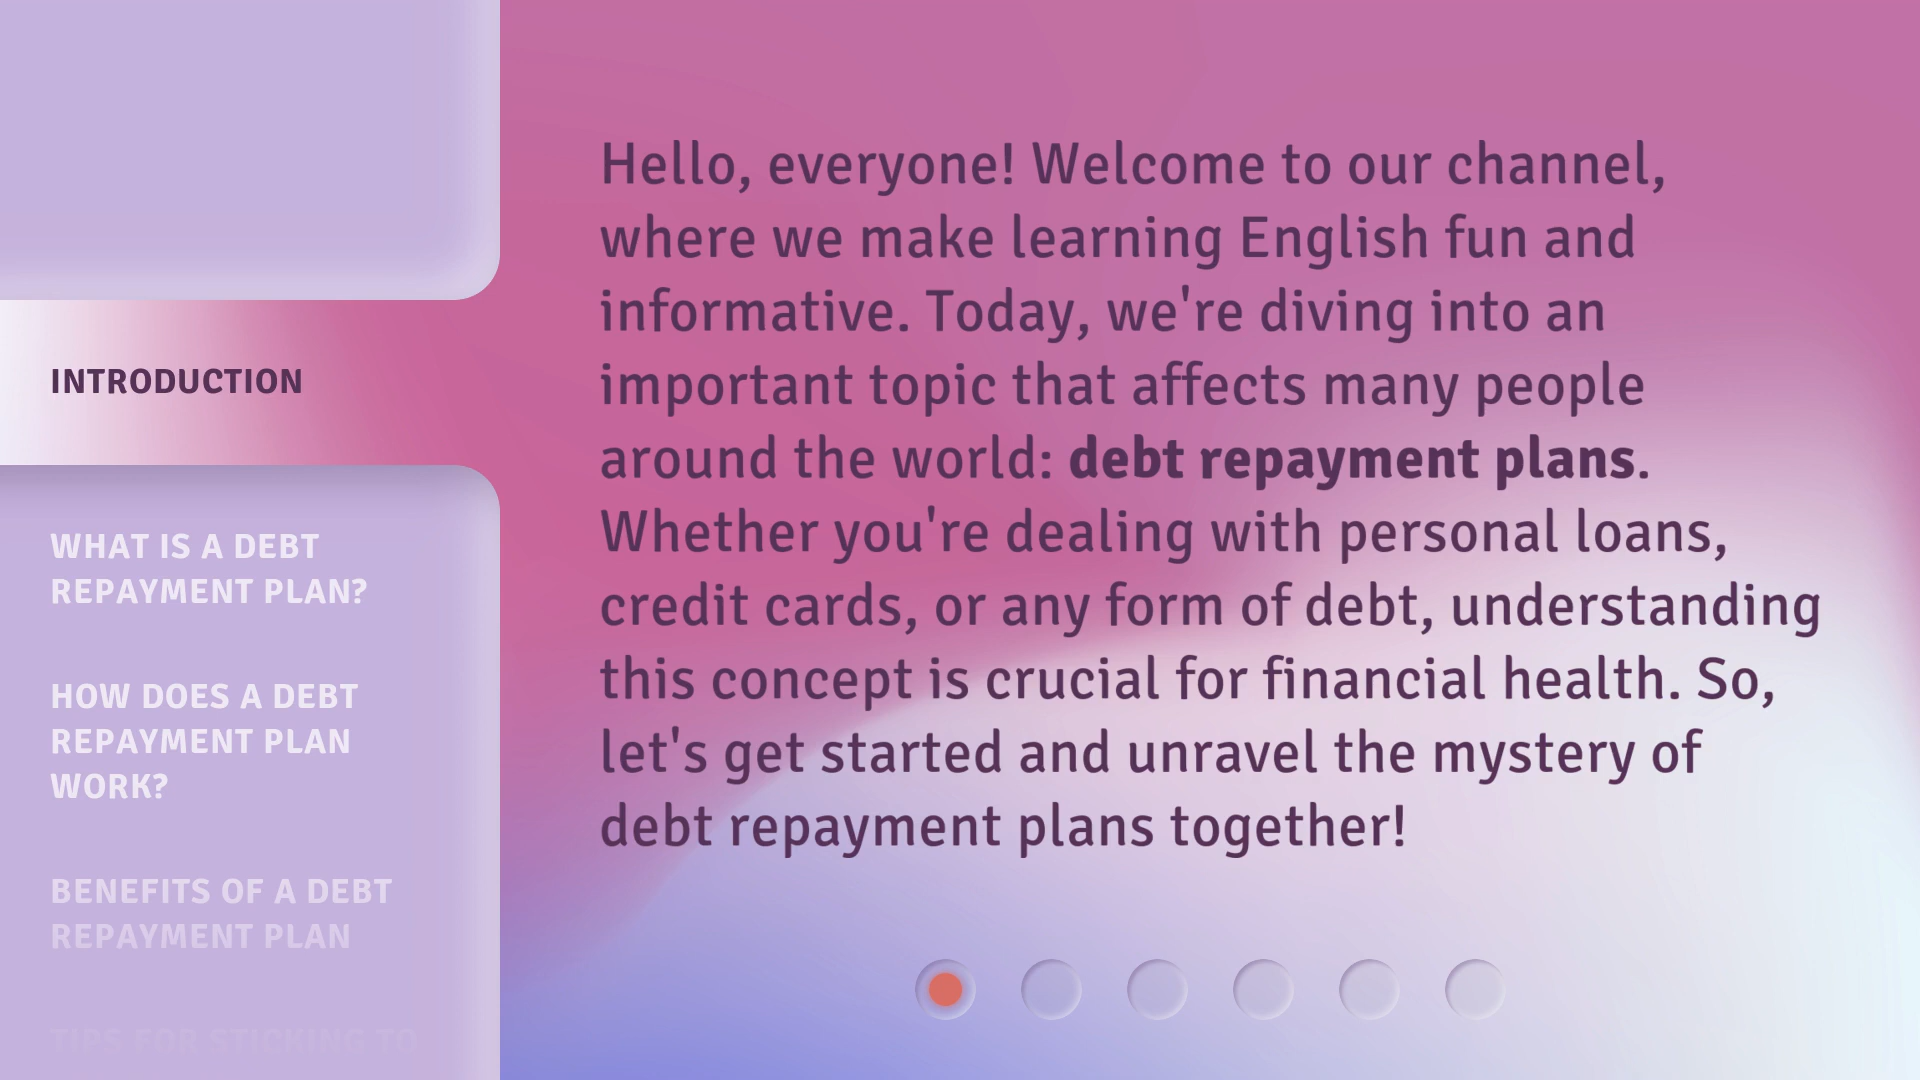 INTRODUCTION
WHAT IS A DEBT
REPAYMENT PLAN?
HOW DOES A DEBT
REPAYMENT PLAN
WORK?
BENEFITS OF A DEBT
REPAYMENT PLAN
TIPS FOR STICKING TO
Hello, everyone! Welcome to our channel,
where we make learning English fun and
informative. Today, we're diving into an
important topic that affects many people
around the world: debt repayment plans.
Whether you're dealing with personal loans,
credit cards, or any form of debt, understanding
this concept is crucial for financial health. So,
let's get started and unravel the mystery of
debt repayment plans together!